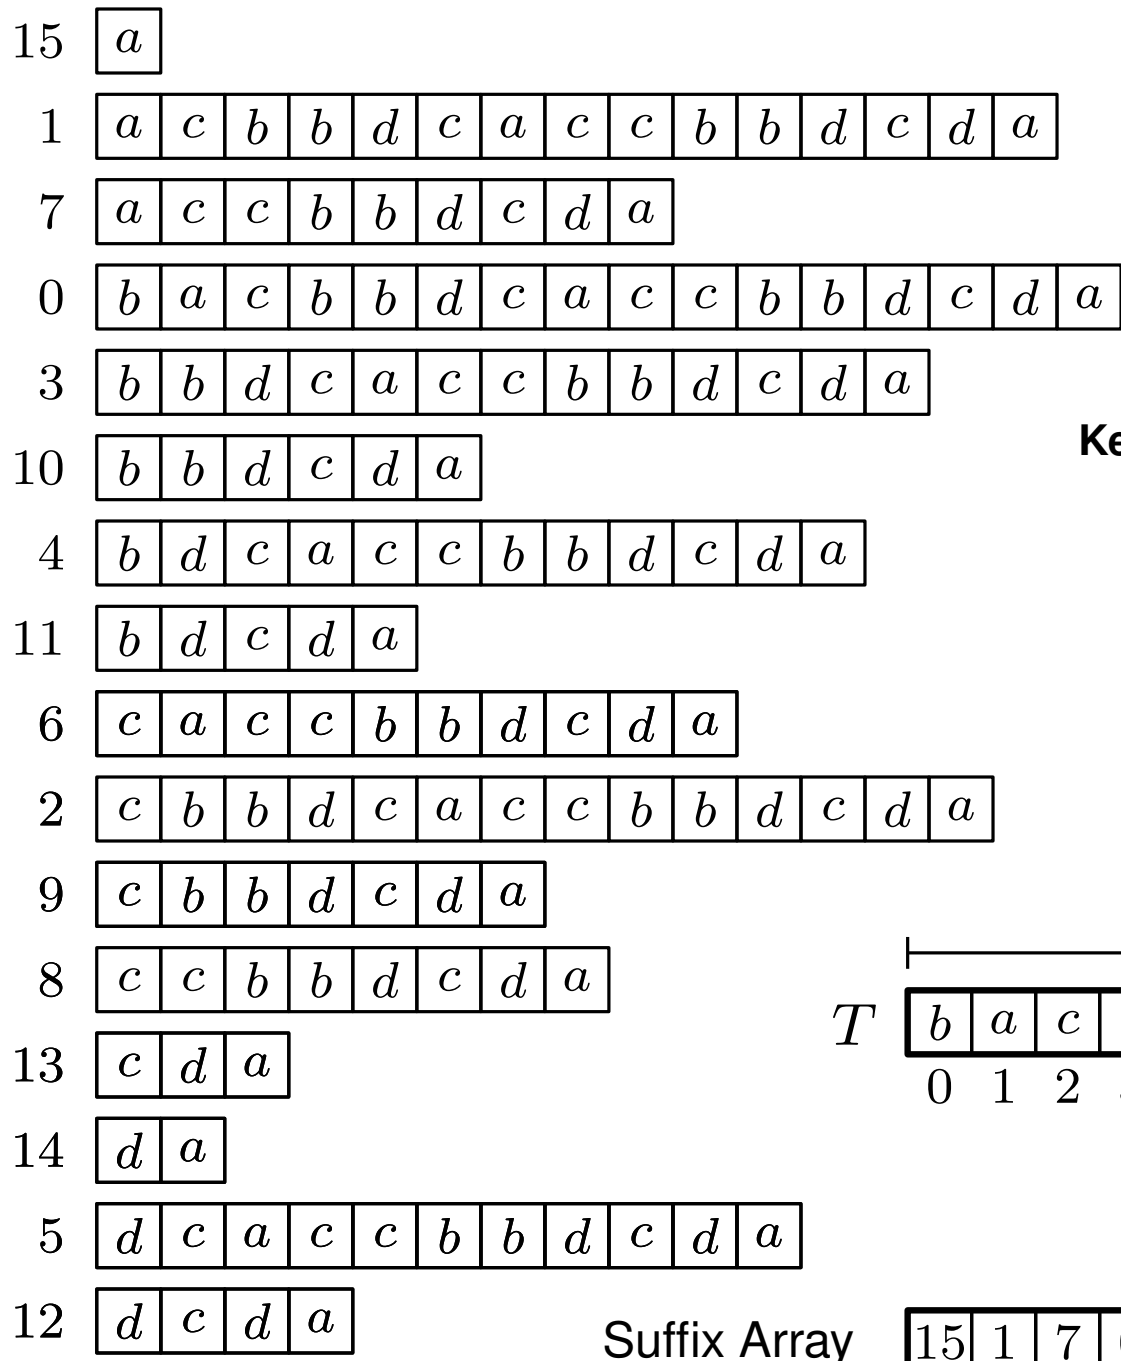 15 a
1 a c b b d c a c c b b d c d a
7 a c c b b d c d a
0 b a c b b d c a c c b b d c d a
3 b b d c a c c b b d c d a
10 b b d c d a
4 b d c a c c b b d c d a
11 b d c d a
6 c a c c b b d c d a
2 c b b d c a c c b b d c d a
9 c b b d c d a
8 c c b b d c d a
T b a c
13 c d a
0 1 2
14 d a
5 d c a c c b b d c d a
12 d c d a
Suffix Array 15 1 7